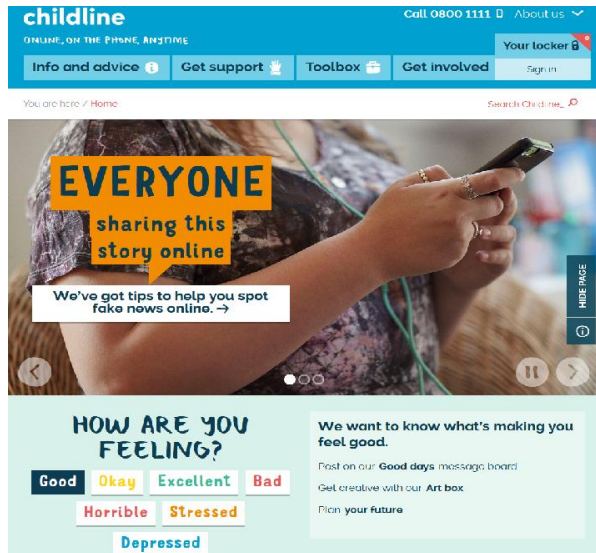 childline
Call 0800 1111
About us
ONLINE, ON THE PHONE, ANYTIME
Your locker
Info and advice
Get support
Toolbox
Get involved
Sign in
You are here / Home
Search Childline_
EVERYONE
sharing this
story online
We've got tips to help you spot
fake news online. →
HIDE PAGE
HOW ARE YOU
FEELING?
Good
Okay
Excellent
Bad
Horrible
Stressed
Depressed
We want to know what's making you
feel good.
Post on our Good days message board
Get creative with our Art box
Plan your future